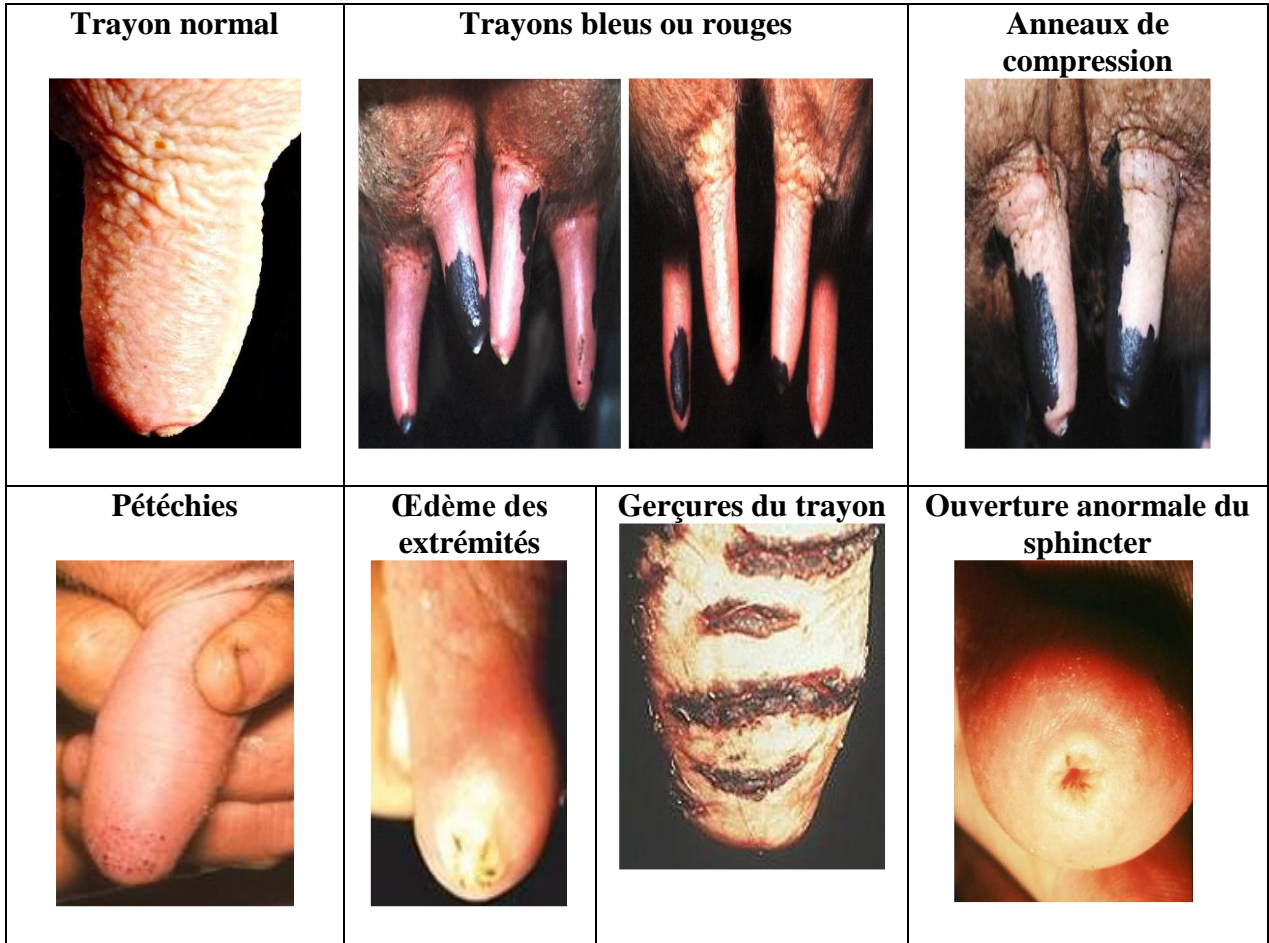 Trayon normal
Trayons bleus ou rouges
Anneaux de
compression
Pétéchies
Œdème des
extrémités
Gerçures du trayon
Ouverture anormale du
sphincter